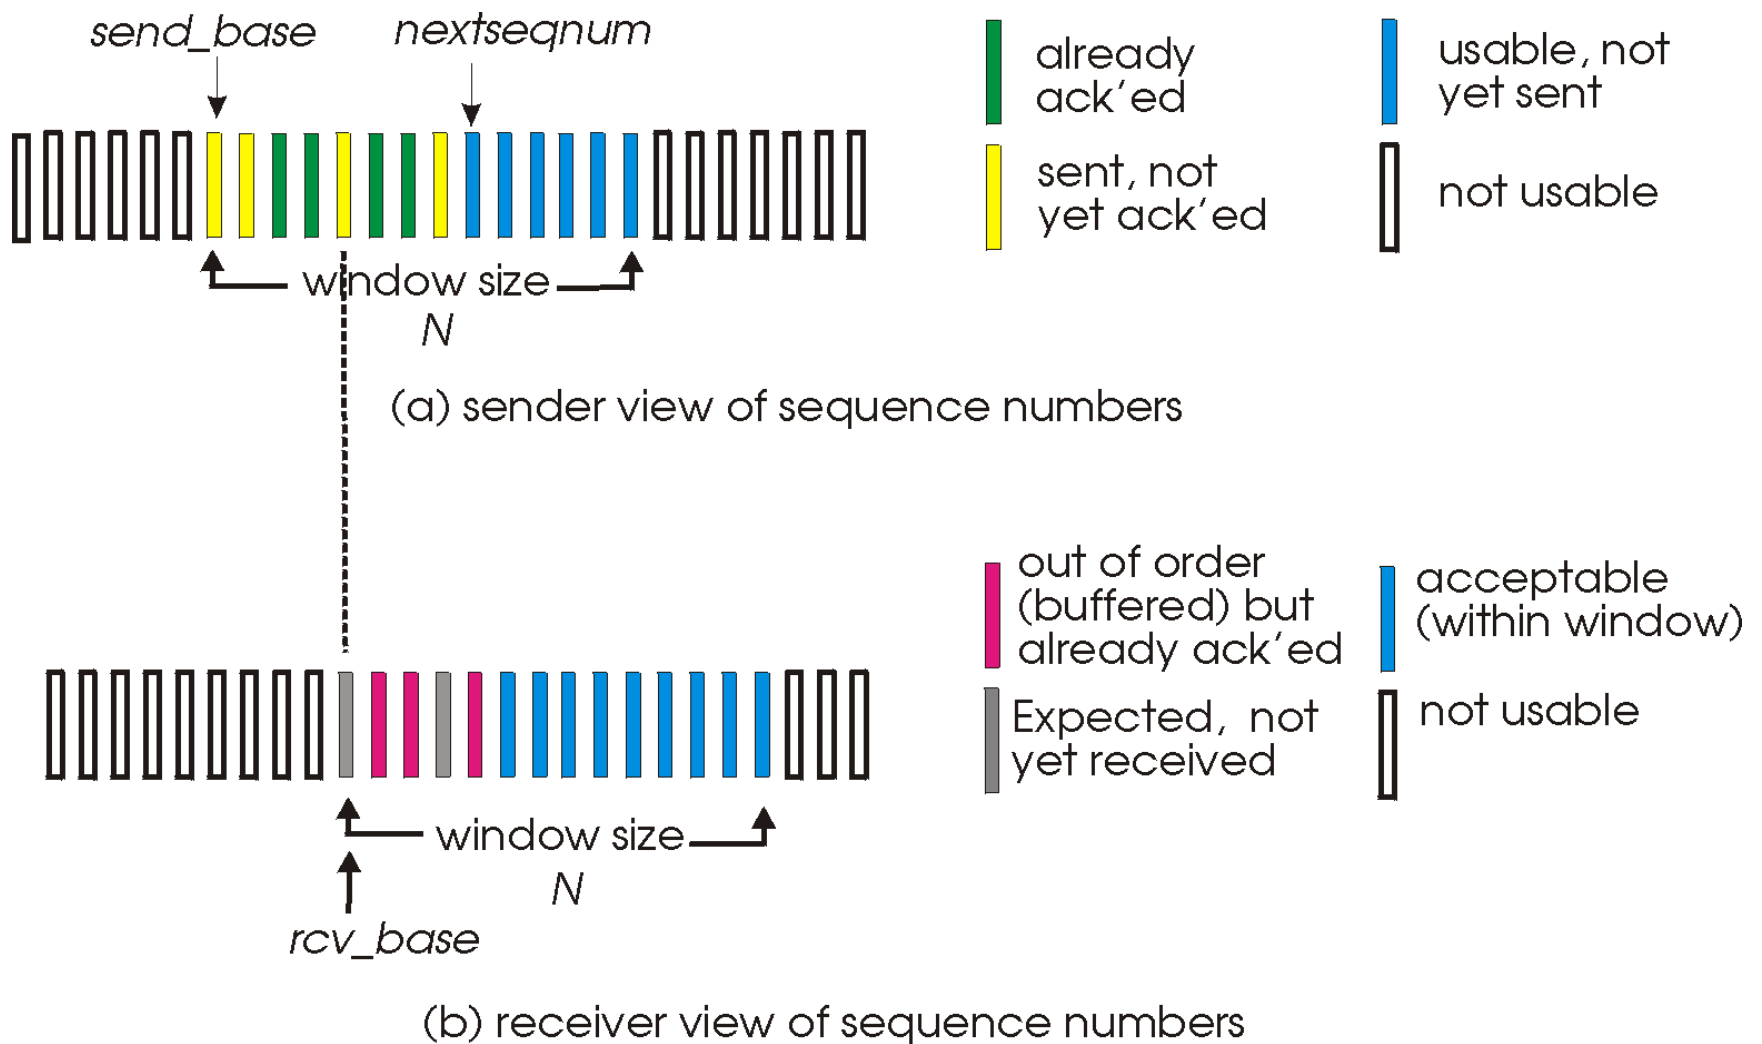 send_base
nextseqnum
already
ack'ed
usable, not
yet sent
sent, not
yet ack'ed
not usable
window size
N
(a) sender view of sequence numbers
out of order
(buffered) but
already ack'ed
acceptable
(within window)
Expected, not
yet received
not usable
window size
N
rcv_base
(b) receiver view of sequence numbers